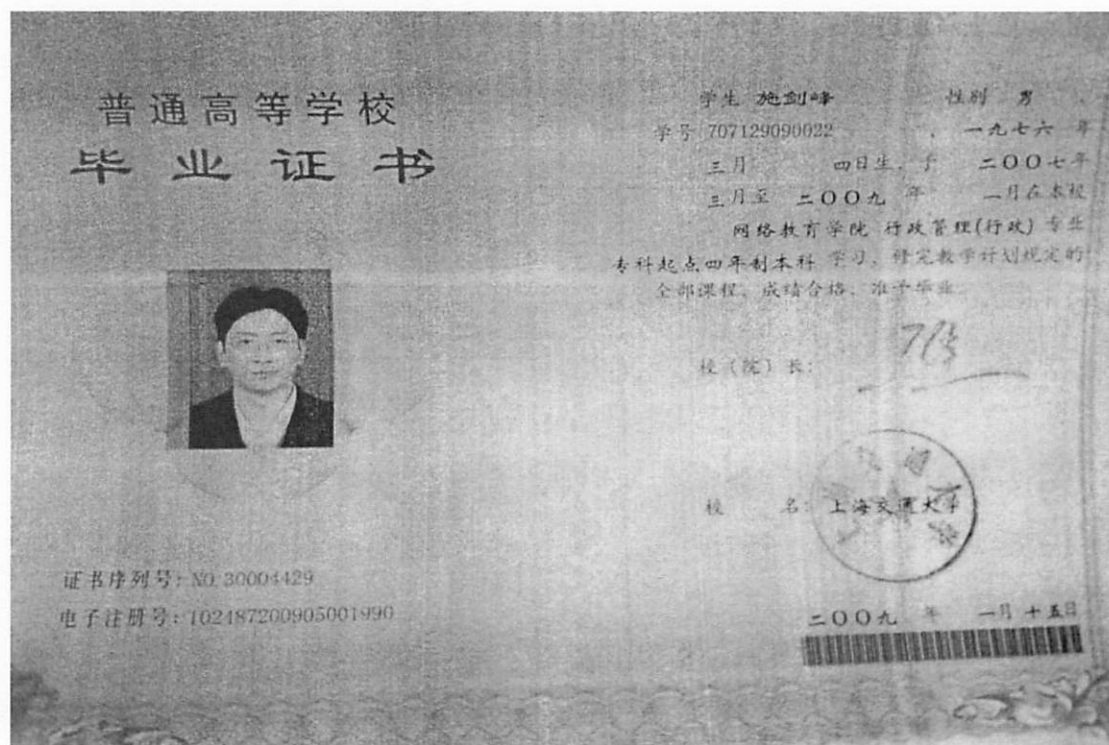 普通高等学校
毕业证书
证书序列号: NO 30004429
电子注册号: 102487200905001990
学生 施剑峰 性别 男
学号 707129090022 , 一九七六 年
三月 四日生, 于 二〇〇七年
三月至 二〇〇九 年 一月在本校
网络教育学院 行政管理(行政) 专业
专科起点四年制本科 学习, 修完教学计划规定的
全部课程, 成绩合格, 准予毕业
校(院)长:
校 名: 上海交通大学
二〇〇九 年 一月 十五日